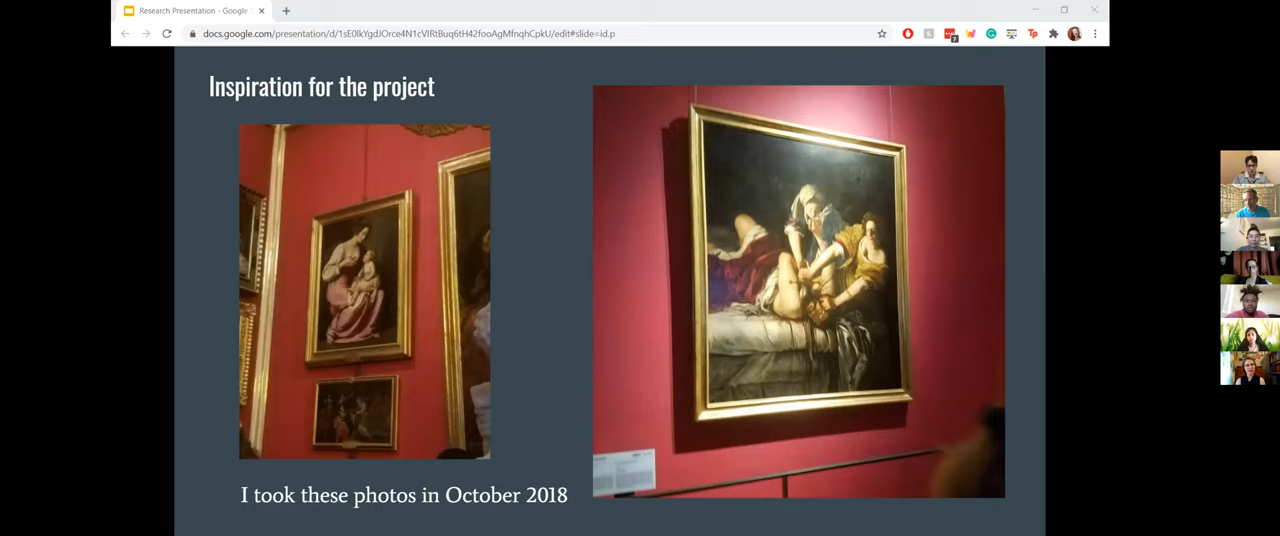 Research Presentation - Google
docs.google.com/presentation/d/1sE0lkYgdJOrce4N1cVIRtBuq6tH42fooAgMfnqhCpkU/edit#slide=id.p
Inspiration for the project
I took these photos in October 2018